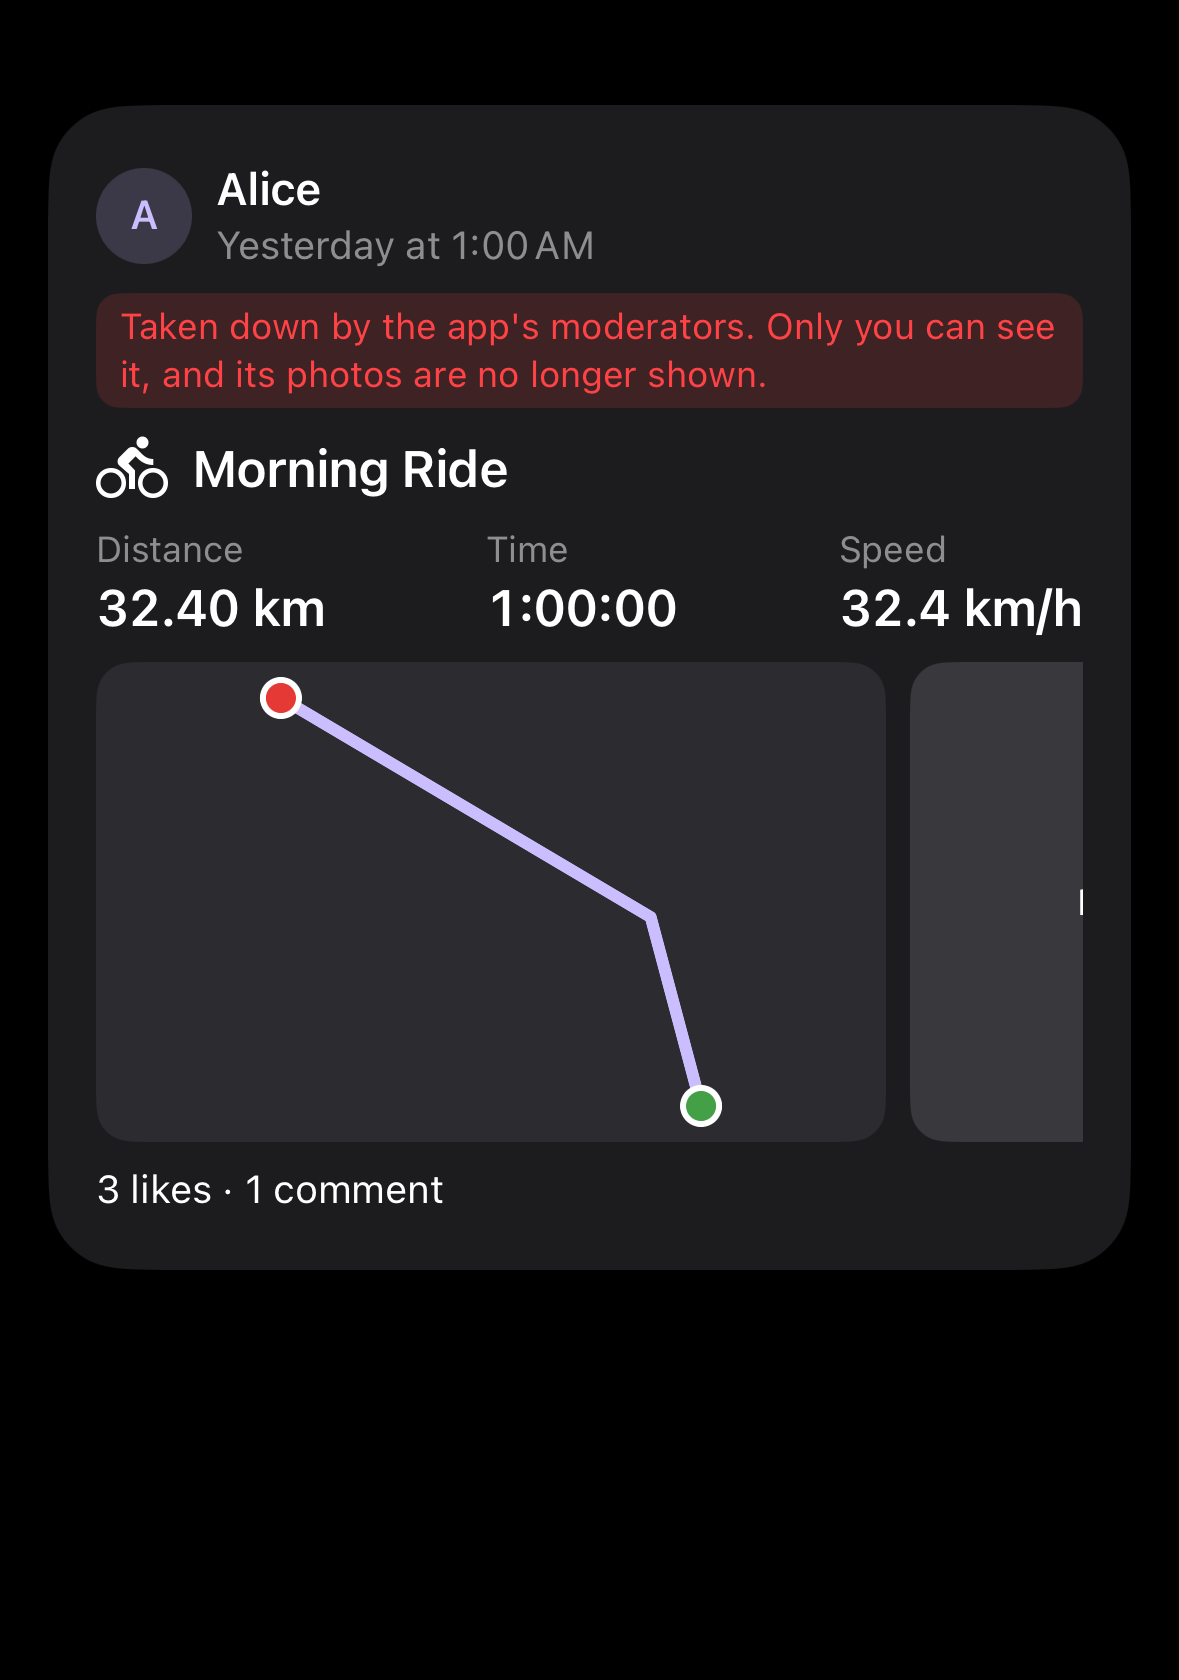 A
Alice
Yesterday at 1:00 AM
Taken down by the app's moderators. Only you can see
it, and its photos are no longer shown.
Morning Ride
Distance
Time
Speed
32.40 km
1:00:00
32.4 km/h
3 likes · 1 comment